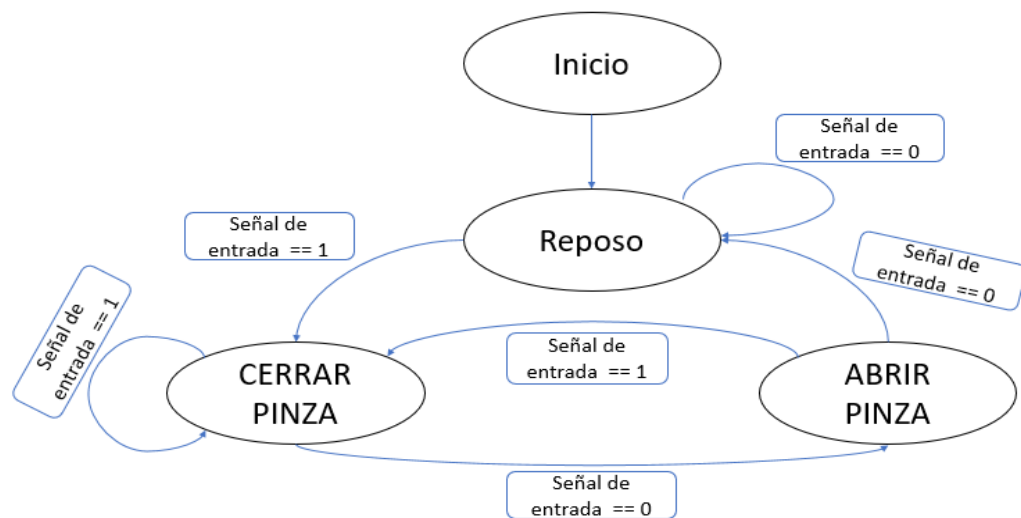 Inicio
Señal de
entrada == 0
Señal de
entrada == 1
Reposo
Señal de
entrada == 0
Señal de
entrada == 1
CERRAR
PINZA
Señal de
entrada == 1
ABRIR
PINZA
Señal de
entrada == 0